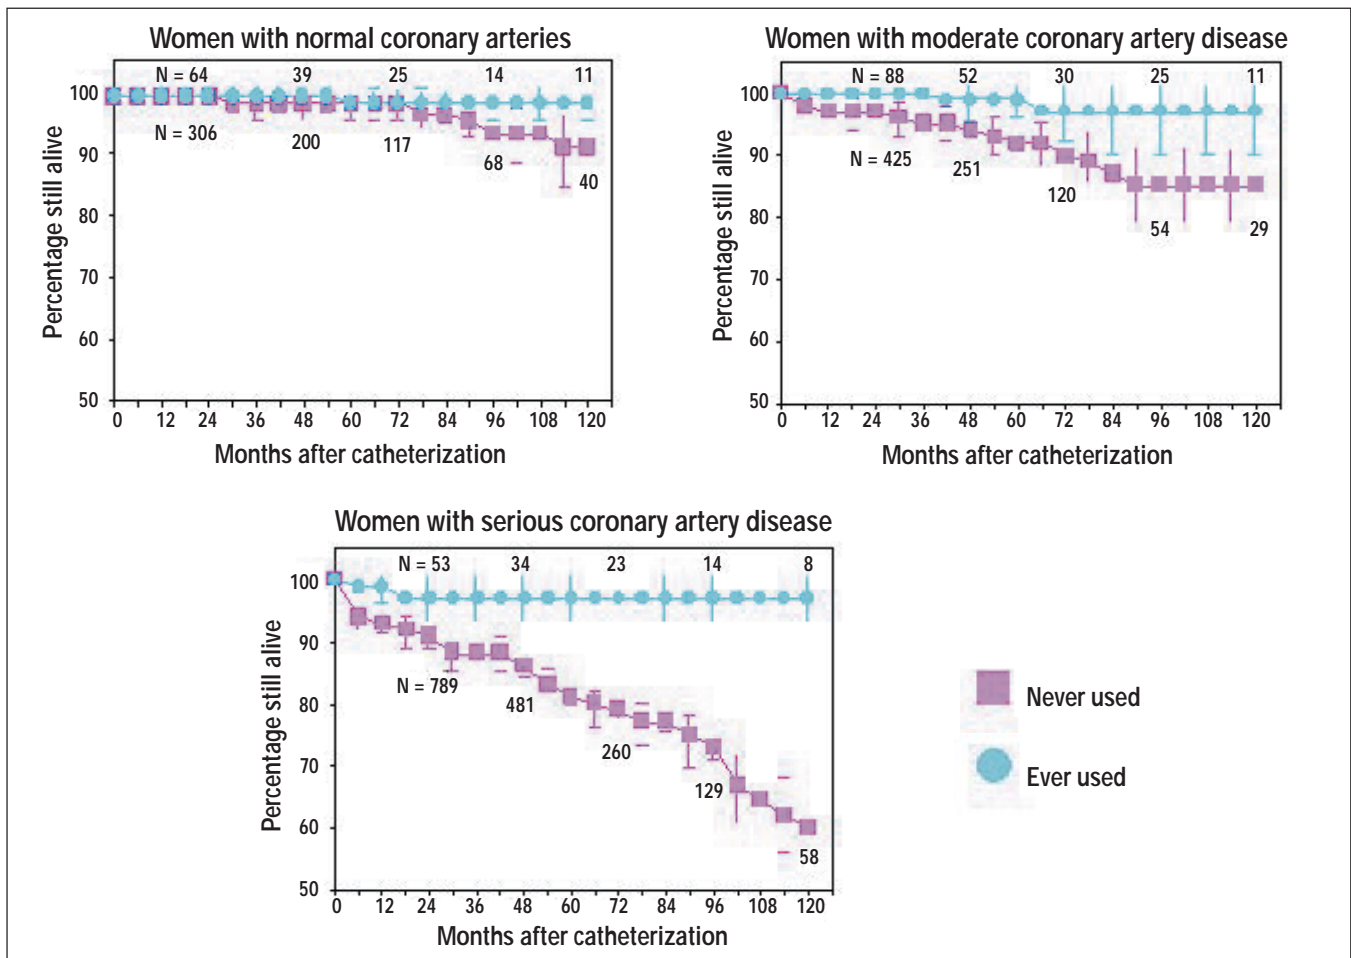 Women with normal coronary arteries
N = 64 39 25 14 11
N = 306 200 117 68 40
100
90
80
70
60
50
Percentage still alive
0 12 24 36 48 60 72 84 96 108 120
Months after catheterization
Women with moderate coronary artery disease
N = 88 52 30 25 11
N = 425 251 120 54 29
100
90
80
70
60
50
Percentage still alive
0 12 24 36 48 60 72 84 96 108 120
Months after catheterization
Women with serious coronary artery disease
N = 53 34 23 14 8
N = 789 481 260 129 58
100
90
80
70
60
50
Percentage still alive
0 12 24 36 48 60 72 84 96 108 120
Months after catheterization
Never used
Ever used